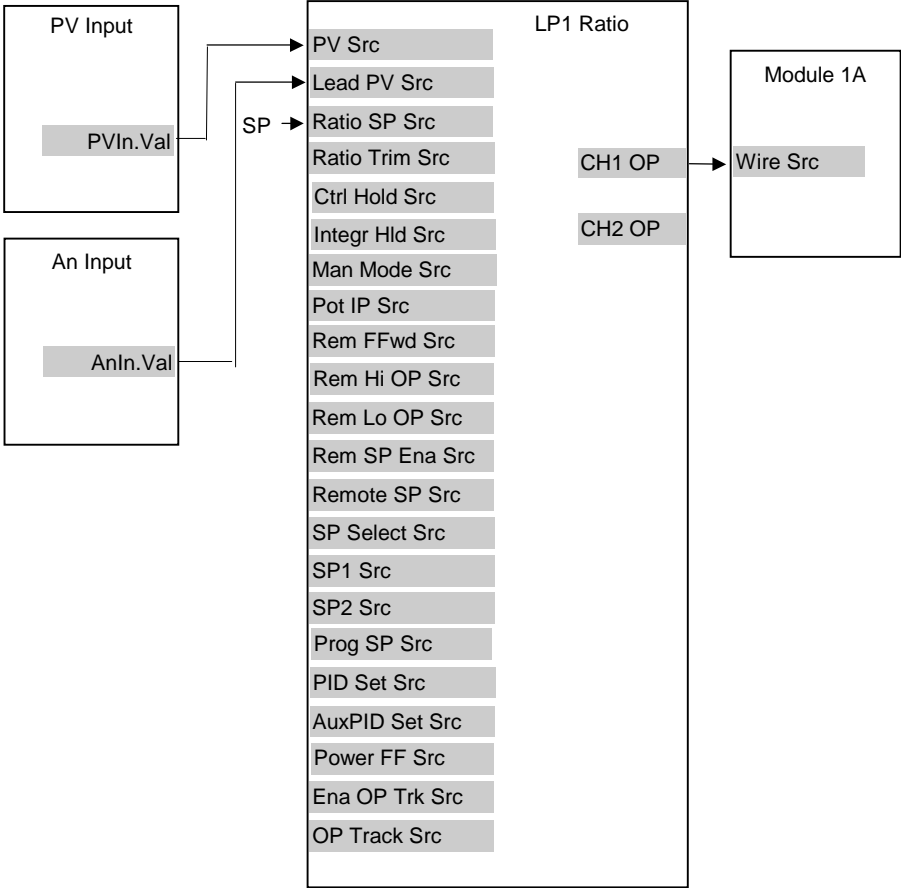 PV Input
PVIn.Val
An Input
AnIn.Val
SP
LP1 Ratio
PV Src
Lead PV Src
Ratio SP Src
Ratio Trim Src
Ctrl Hold Src
Integr Hld Src
Man Mode Src
Pot IP Src
Rem FFwd Src
Rem Hi OP Src
Rem Lo OP Src
Rem SP Ena Src
Remote SP Src
SP Select Src
SP1 Src
SP2 Src
Prog SP Src
PID Set Src
AuxPID Set Src
Power FF Src
Ena OP Trk Src
OP Track Src
CH1 OP
CH2 OP
Module 1A
Wire Src